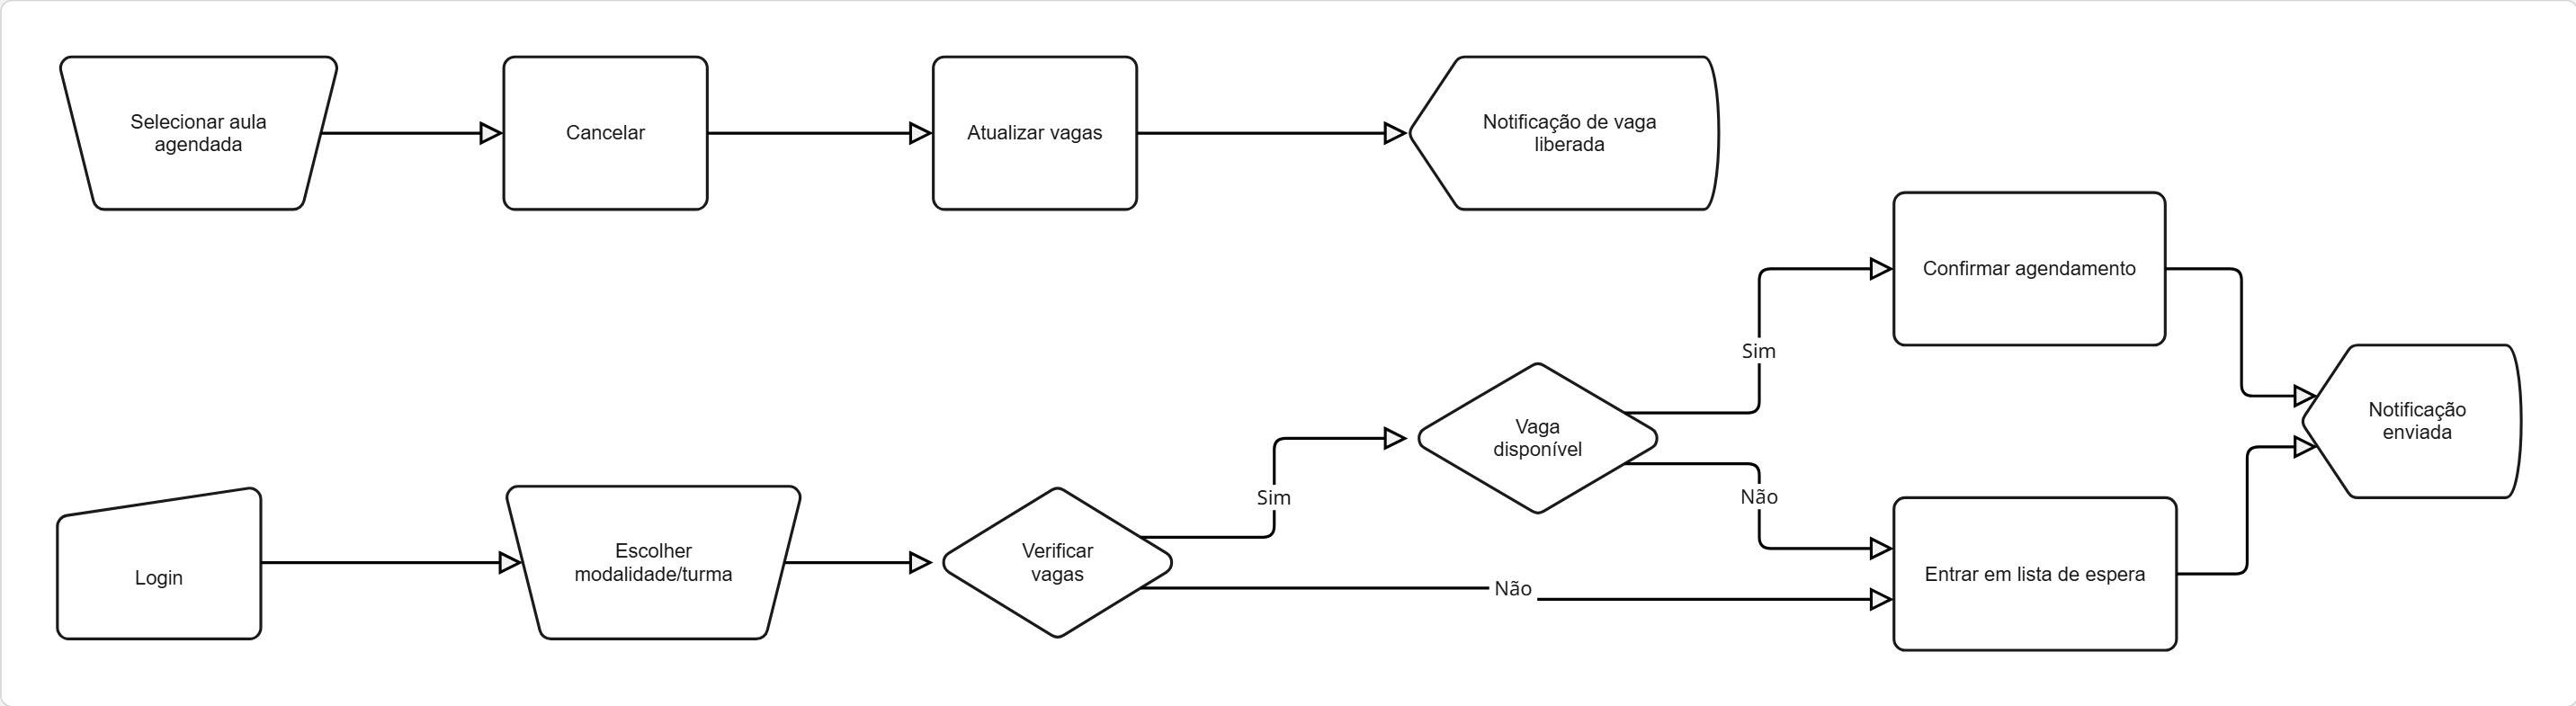 Selecionar aula
agendada
Cancelar
Atualizar vagas
Notificação de vaga
liberada
Confirmar agendamento
Sim
Vaga
disponível
Notificação
enviada
Sim
Não
Login
Escolher
modalidade/turma
Verificar
vagas
Não
Entrar em lista de espera